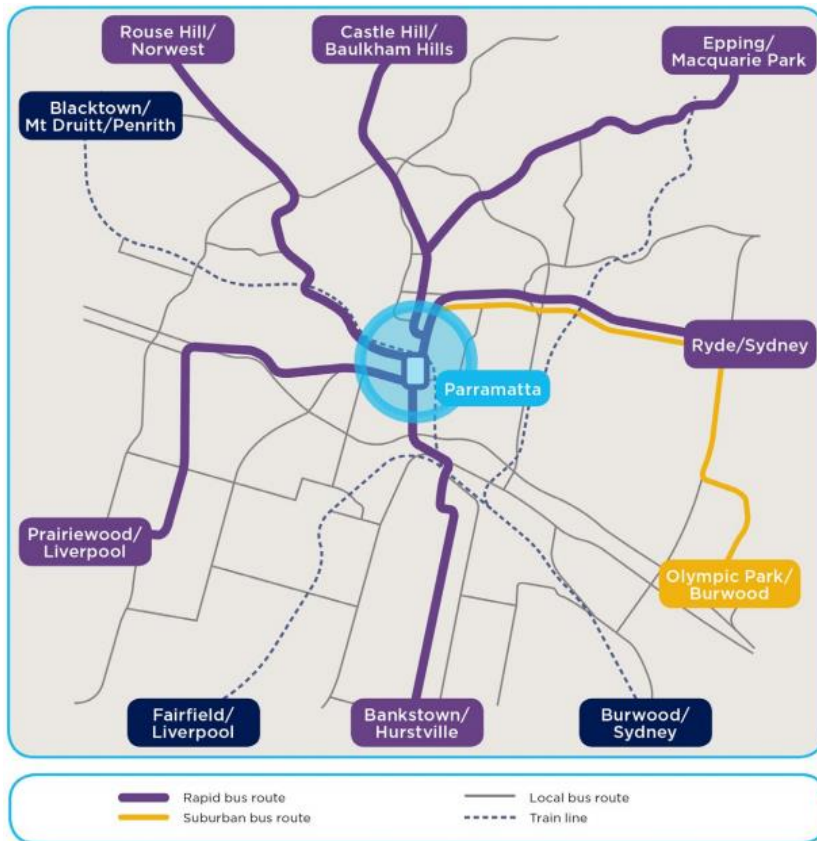 Rouse Hill/
Norwest
Castle Hill/
Baulkham Hills
Epping/
Macquarie Park
Blacktown/
Mt Druitt/Penrith
Ryde/Sydney
Parramatta
Prairiewood/
Liverpool
Olympic Park/
Burwood
Fairfield/
Liverpool
Bankstown/
Hurstville
Burwood/
Sydney
Rapid bus route
Suburban bus route
Local bus route
Train line